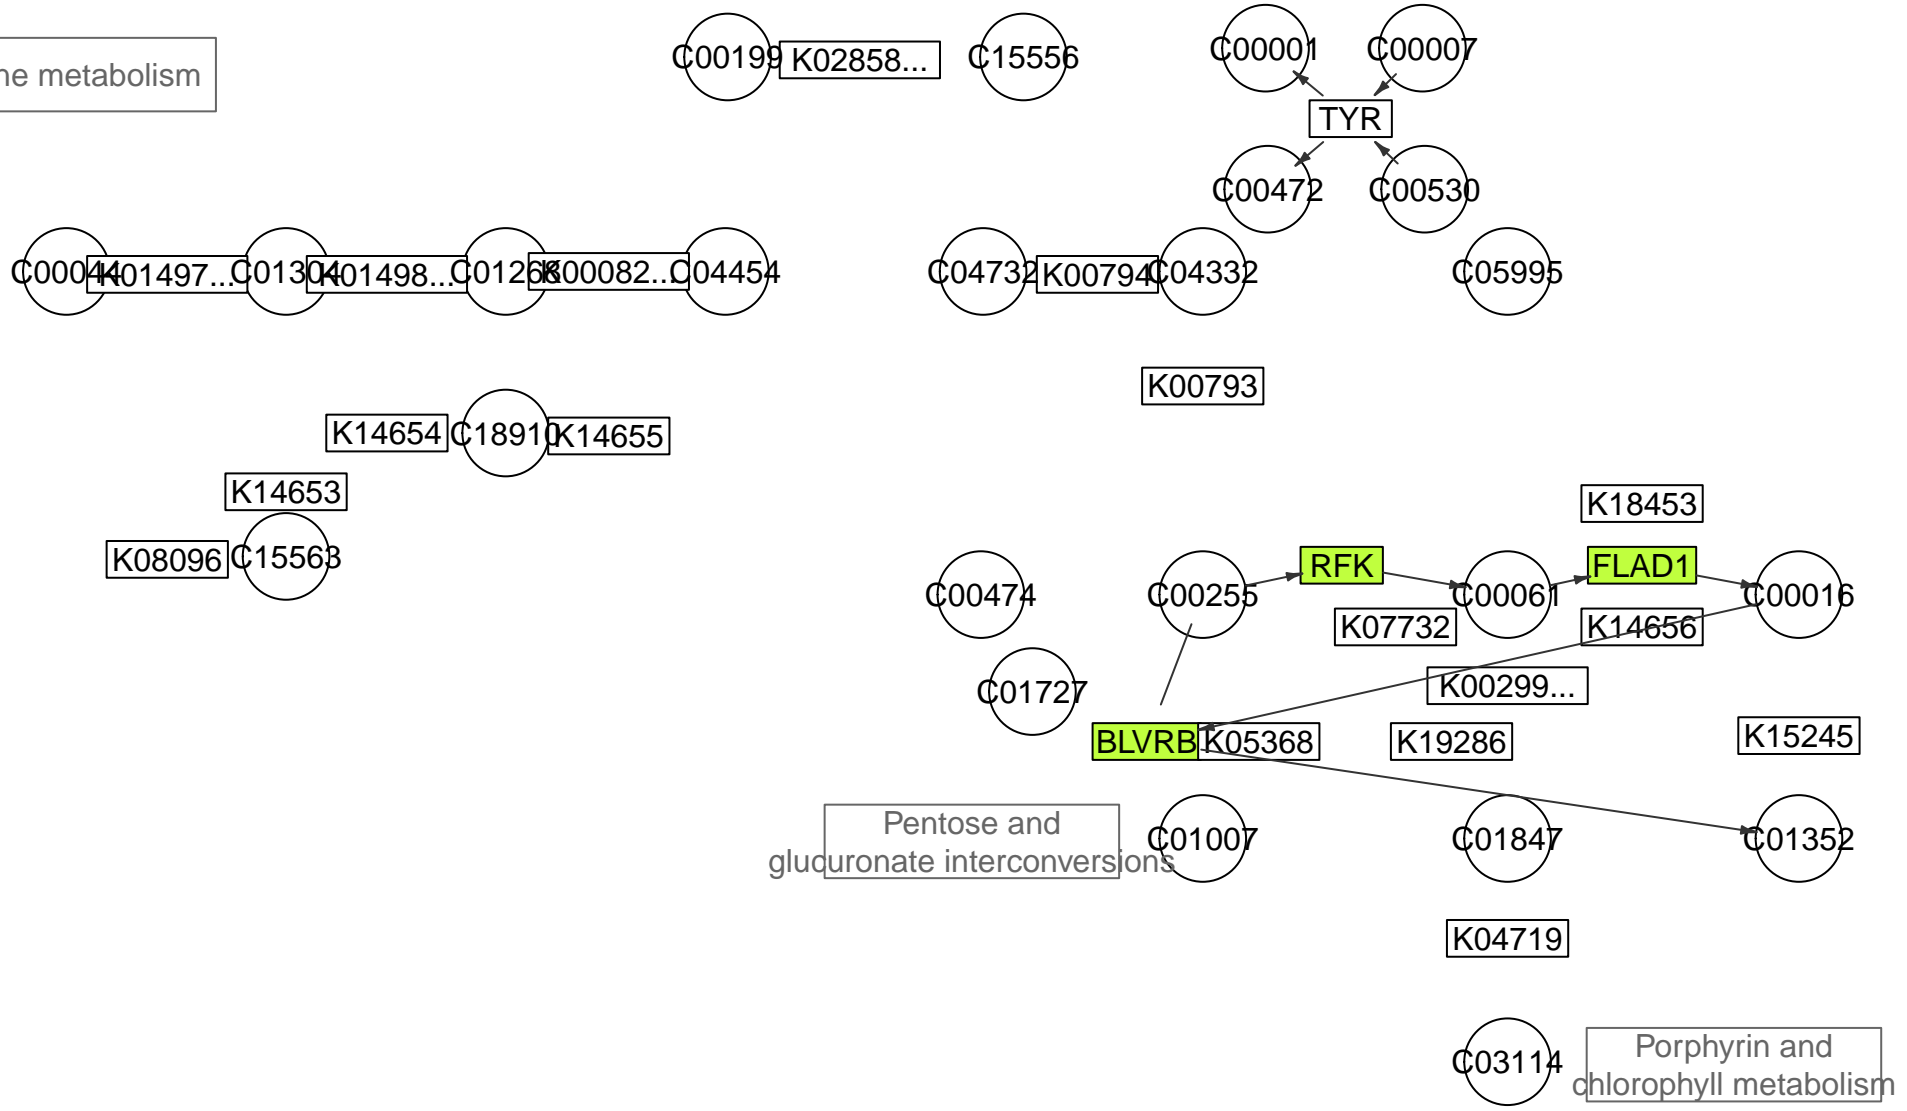 C00199
K02858...
C15556
C00001
C00007
ne metabolism
TYR
C00472
C00530
C00044
K01497...
C01304
K01498...
C01268
K00082...
C04454
C04732
K00794
C04332
C05995
K00793
K14654
C18910
K14655
K14653
K08096
C15563
K18453
C00474
C00255
RFK
C00061
FLAD1
C00016
K07732
K14656
C01727
K00299...
BLVRB
K05368
K19286
K15245
Pentose and
glucuronate interconversions
C01007
C01847
C01352
K04719
C03114
Porphyrin and
chlorophyll metabolism